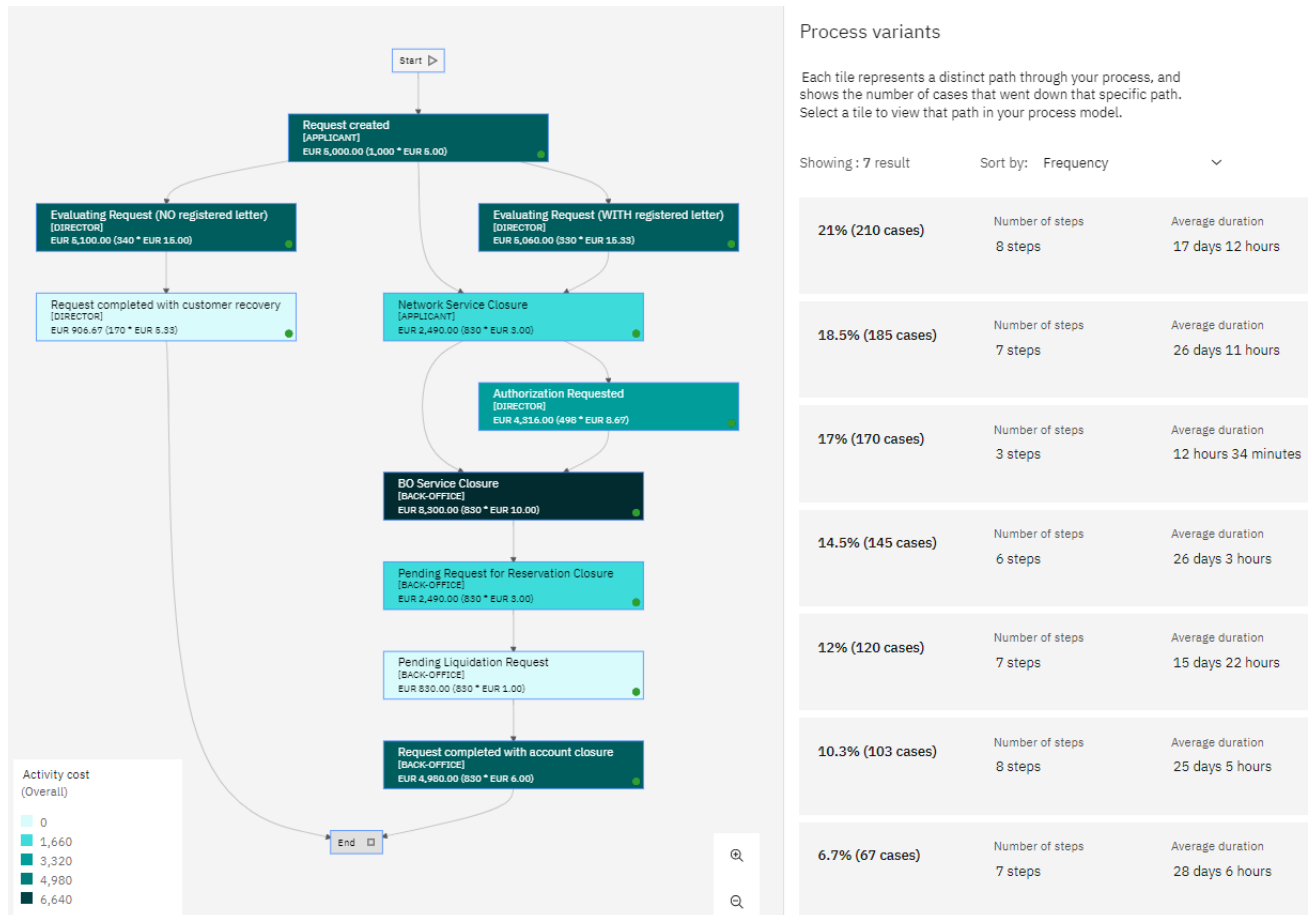 Start
Request created
[APPLICANT]
EUR 5,000.00 (1,000 * EUR 5.00)
Evaluating Request (NO registered letter)
[DIRECTOR]
EUR 5,100.00 (340 * EUR 15.00)
Evaluating Request (WITH registered letter)
[DIRECTOR]
EUR 5,060.00 (330 * EUR 15.33)
Request completed with customer recovery
[DIRECTOR]
EUR 906.67 (170 * EUR 5.33)
Network Service Closure
[APPLICANT]
EUR 2,490.00 (830 * EUR 3.00)
Authorization Requested
[DIRECTOR]
EUR 4,316.00 (498 * EUR 8.67)
BO Service Closure
[BACK-OFFICE]
EUR 8,300.00 (830 * EUR 10.00)
Pending Request for Reservation Closure
[BACK-OFFICE]
EUR 2,490.00 (830 * EUR 3.00)
Pending Liquidation Request
[BACK-OFFICE]
EUR 830.00 (830 * EUR 1.00)
Request completed with account closure
[BACK-OFFICE]
EUR 4,980.00 (830 * EUR 6.00)
End
Activity cost
(Overall)
0
1,660
3,320
4,980
6,640
Process variants
Each tile represents a distinct path through your process, and
shows the number of cases that went down that specific path.
Select a tile to view that path in your process model.
Showing : 7 result
Sort by: Frequency
21% (210 cases)
Number of steps
8 steps
Average duration
17 days 12 hours
18.5% (185 cases)
Number of steps
7 steps
Average duration
26 days 11 hours
17% (170 cases)
Number of steps
3 steps
Average duration
12 hours 34 minutes
14.5% (145 cases)
Number of steps
6 steps
Average duration
26 days 3 hours
12% (120 cases)
Number of steps
7 steps
Average duration
15 days 22 hours
10.3% (103 cases)
Number of steps
8 steps
Average duration
25 days 5 hours
6.7% (67 cases)
Number of steps
7 steps
Average duration
28 days 6 hours